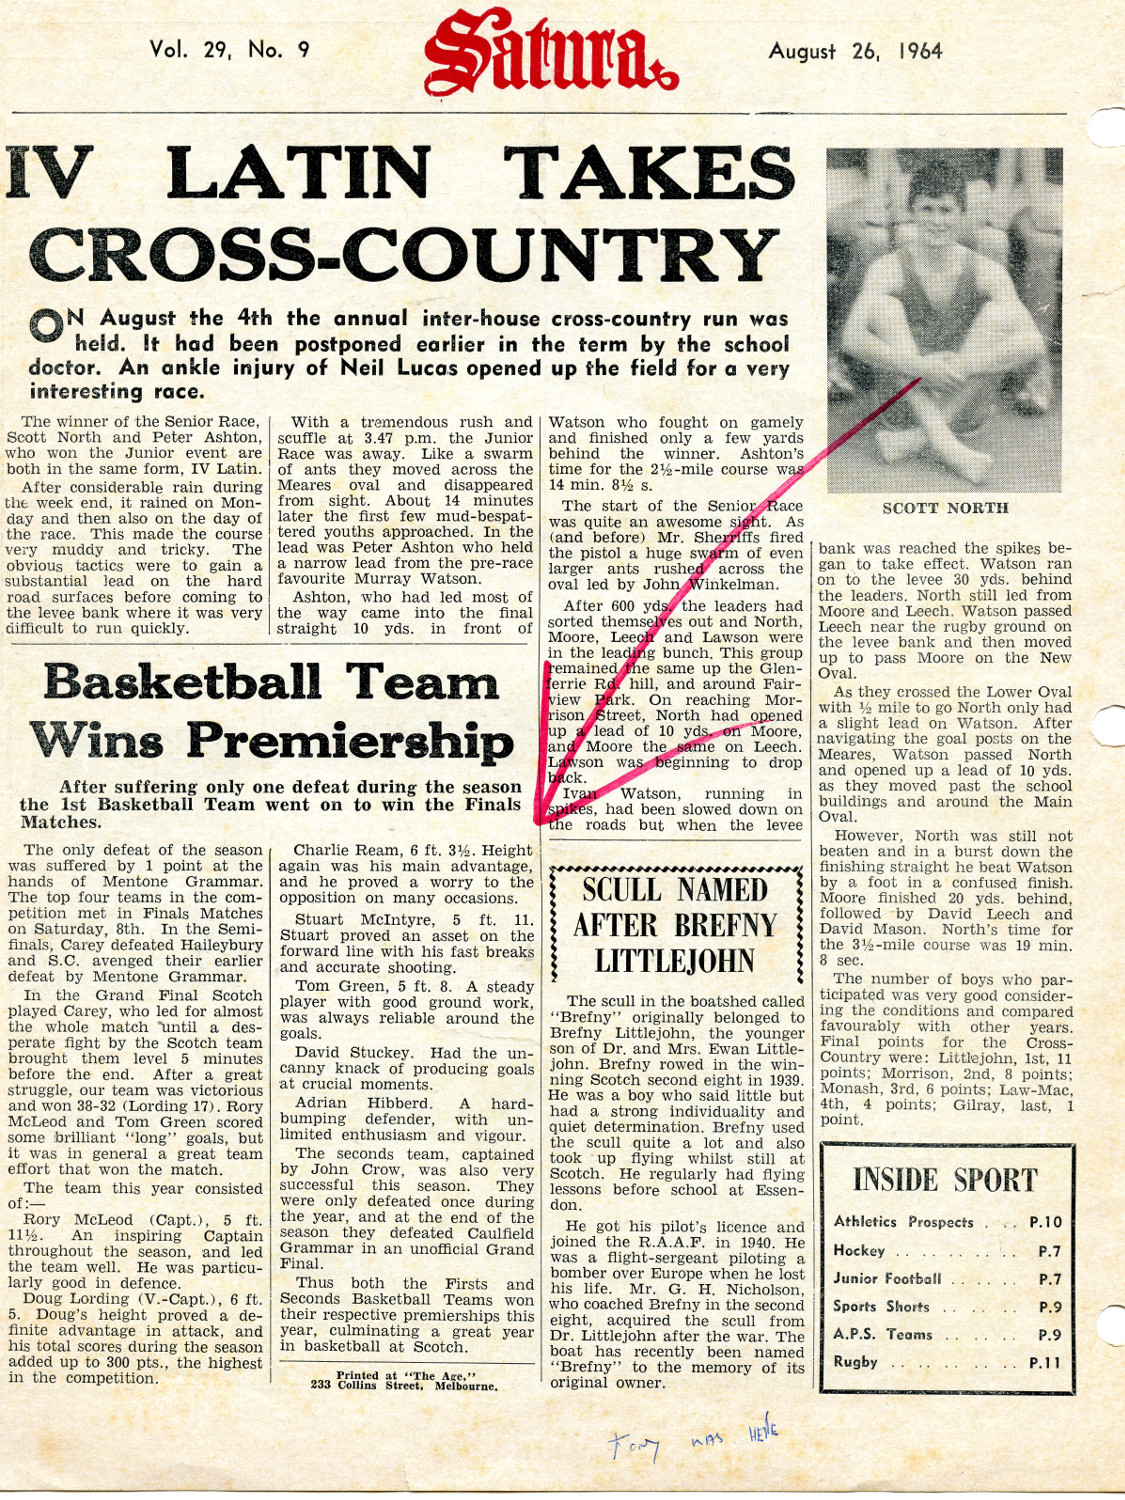 Vol. 29, No. 9
Satura.
August 26, 1964
IV LATIN TAKES
CROSS-COUNTRY
ON August the 4th the annual inter-house cross-country run was
held. It had been postponed earlier in the term by the school
doctor. An ankle injury of Neil Lucas opened up the field for a very
interesting race.
The winner of the Senior Race,
Scott North and Peter Ashton,
who won the Junior event are
both in the same form, IV Latin.
After considerable rain during
the week end, it rained on Mon-
day and then also on the day of
the race. This made the course
very muddy and tricky. The
obvious tactics were to gain a
substantial lead on the hard
road surfaces before coming to
the levee bank where it was very
difficult to run quickly.
With a tremendous rush and
scuffle at 3.47 p.m. the Junior
Race was away. Like a swarm
of ants they moved across the
Meares oval and disappeared
from sight. About 14 minutes
later the first few mud-bespat-
tered youths approached. In the
lead was Peter Ashton who held
a narrow lead from the pre-race
favourite Murray Watson.
Ashton, who had led most of
the way came into the final
straight 10 yds. in front of
Watson who fought on gamely
and finished only a few yards
behind the winner. Ashton's
time for the 2½-mile course was
14 min. 8½ s.
The start of the Senior Race
was quite an awesome sight. As
(and before) Mr. Sherriffs fired
the pistol a huge swarm of even
larger ants rushed across the
oval led by John Winkelman.
After 600 yds. the leaders had
sorted themselves out and North,
Moore, Leech and Lawson were
in the leading bunch. This group
remained the same up the Glen-
ferrie Rd. hill, and around Fair-
view Park. On reaching Mor-
rison Street, North had opened
up a lead of 10 yds. on Moore,
and Moore the same on Leech.
Lawson was beginning to drop
back.
Ivan Watson, running in
spikes, had been slowed down on
the roads but when the levee
SCOTT NORTH
bank was reached the spikes be-
gan to take effect. Watson ran
on to the levee 30 yds. behind
the leaders. North still led from
Moore and Leech. Watson passed
Leech near the rugby ground on
the levee bank and then moved
up to pass Moore on the New
Oval.
As they crossed the Lower Oval
with ½ mile to go North only had
a slight lead on Watson. After
navigating the goal posts on the
Meares, Watson passed North
and opened up a lead of 10 yds.
as they moved past the school
buildings and around the Main
Oval.
However, North was still not
beaten and in a burst down the
finishing straight he beat Watson
by a foot in a confused finish.
Moore finished 20 yds. behind,
followed by David Leech and
David Mason. North's time for
the 3½-mile course was 19 min.
8 sec.
The number of boys who par-
ticipated was very good consider-
ing the conditions and compared
favourably with other years.
Final points for the Cross-
Country were: Littlejohn, 1st, 11
points; Morrison, 2nd, 8 points;
Monash, 3rd, 6 points; Law-Mac,
4th, 4 points; Gilray, last, 1
point.
Basketball Team
Wins Premiership
After suffering only one defeat during the season
the 1st Basketball Team went on to win the Finals
Matches.
The only defeat of the season
was suffered by 1 point at the
hands of Mentone Grammar.
The top four teams in the com-
petition met in Finals Matches
on Saturday, 8th. In the Semi-
finals, Carey defeated Haileybury
and S.C. avenged their earlier
defeat by Mentone Grammar.
In the Grand Final Scotch
played Carey, who led for almost
the whole match until a des-
perate fight by the Scotch team
brought them level 5 minutes
before the end. After a great
struggle, our team was victorious
and won 38-32 (Lording 17). Rory
McLeod and Tom Green scored
some brilliant "long" goals, but
it was in general a great team
effort that won the match.
The team this year consisted
of:—
Rory McLeod (Capt.), 5 ft.
11½. An inspiring Captain
throughout the season, and led
the team well. He was particu-
larly good in defence.
Doug Lording (V.-Capt.), 6 ft.
5. Doug's height proved a de-
finite advantage in attack, and
his total scores during the season
added up to 300 pts., the highest
in the competition.
Charlie Ream, 6 ft. 3½. Height
again was his main advantage,
and he proved a worry to the
opposition on many occasions.
Stuart McIntyre, 5 ft. 11.
Stuart proved an asset on the
forward line with his fast breaks
and accurate shooting.
Tom Green, 5 ft. 8. A steady
player with good ground work,
was always reliable around the
goals.
David Stuckey. Had the un-
canny knack of producing goals
at crucial moments.
Adrian Hibberd. A hard-
bumping defender, with un-
limited enthusiasm and vigour.
The seconds team, captained
by John Crow, was also very
successful this season. They
were only defeated once during
the year, and at the end of the
season they defeated Caulfield
Grammar in an unofficial Grand
Final.
Thus both the Firsts and
Seconds Basketball Teams won
their respective premierships this
year, culminating a great year
in basketball at Scotch.
Printed at "The Age,"
233 Collins Street, Melbourne.
SCULL NAMED
AFTER BREFNY
LITTLEJOHN
The scull in the boatshed called
"Brefny" originally belonged to
Brefny Littlejohn, the younger
son of Dr. and Mrs. Ewan Little-
john. Brefny rowed in the win-
ning Scotch second eight in 1939.
He was a boy who said little but
had a strong individuality and
quiet determination. Brefny used
the scull quite a lot and also
took up flying whilst still at
Scotch. He regularly had flying
lessons before school at Essen-
don.
He got his pilot's licence and
joined the R.A.A.F. in 1940. He
was a flight-sergeant piloting a
bomber over Europe when he lost
his life. Mr. G. H. Nicholson,
who coached Brefny in the second
eight, acquired the scull from
Dr. Littlejohn after the war. The
boat has recently been named
"Brefny" to the memory of its
original owner.
INSIDE SPORT
Athletics Prospects . . . P.10
Hockey . . . . . . . . . P.7
Junior Football . . . . . . P.7
Sports Shorts . . . . . . P.9
A.P.S. Teams . . . . . . P.9
Rugby . . . . . . . . . P.11
Tony was HERE